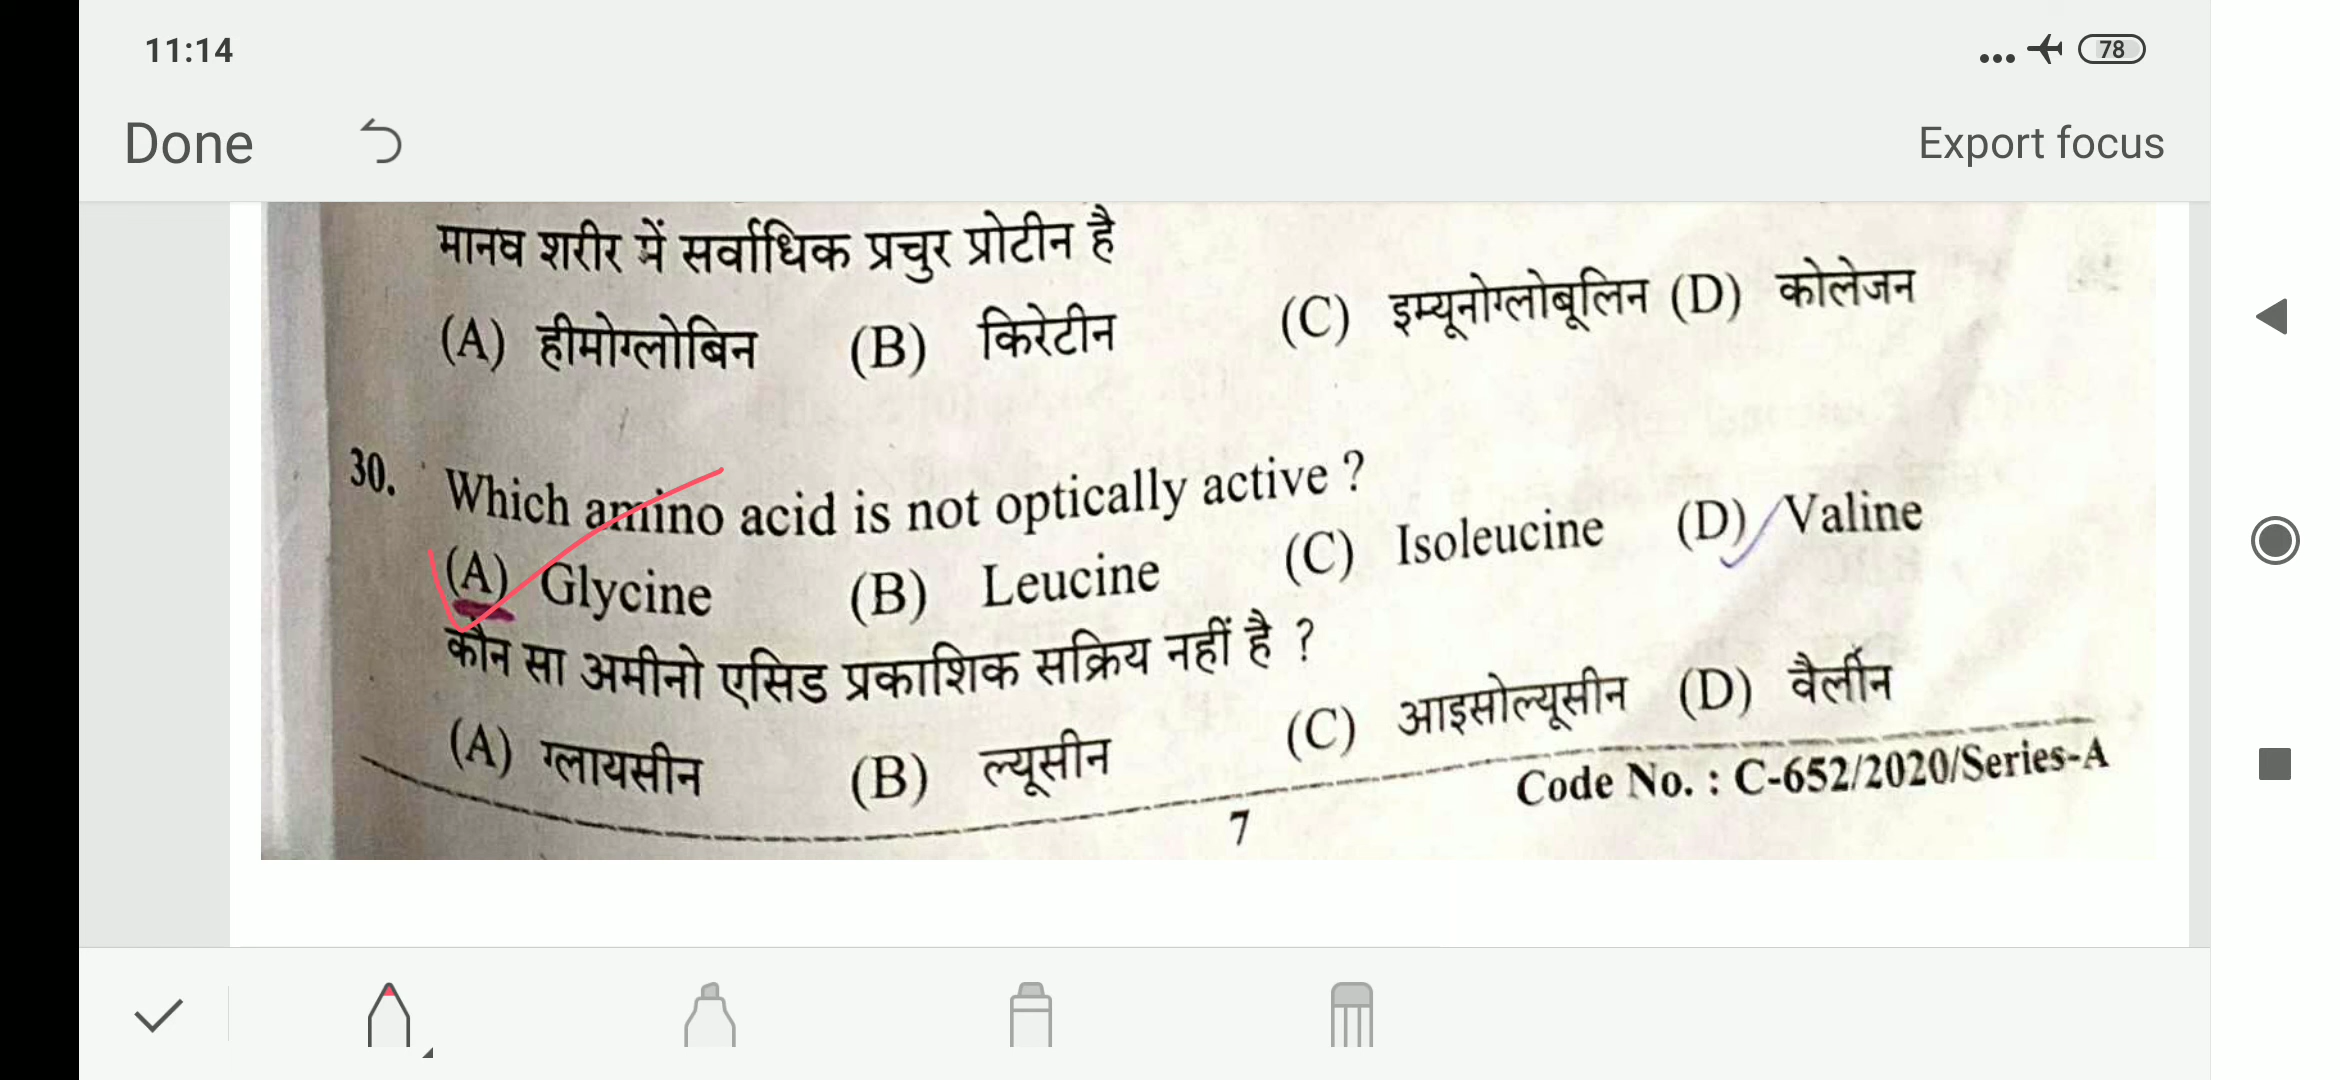 11:14
78
Done
Export focus
मानव शरीर में सर्वाधिक प्रचुर प्रोटीन है
(A) हीमोग्लोबिन (B) किरेटीन (C) इम्यूनोग्लोबूलिन (D) कोलेजन
30. Which amino acid is not optically active ?
(A) Glycine (B) Leucine (C) Isoleucine (D) Valine
कौन सा अमीनो एसिड प्रकाशिक सक्रिय नहीं है ?
(A) ग्लायसीन (B) ल्यूसीन (C) आइसोल्यूसीन (D) वैलीन
7
Code No. : C-652/2020/Series-A